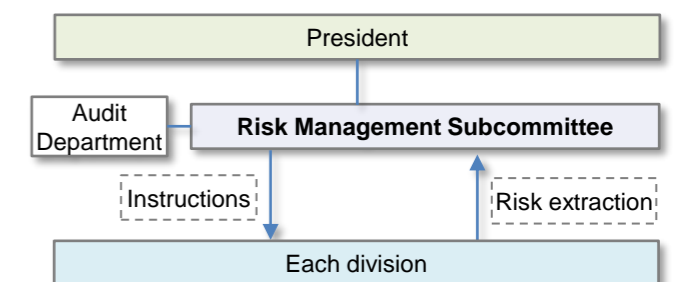 President
Audit
Department
Risk Management Subcommittee
Instructions
Risk extraction
Each division